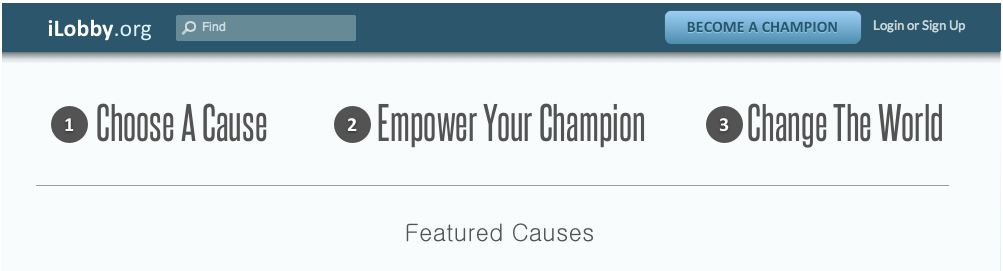 iLobby.org Find BECOME A CHAMPION Login or Sign Up
1 Choose A Cause 2 Empower Your Champion 3 Change The World
Featured Causes